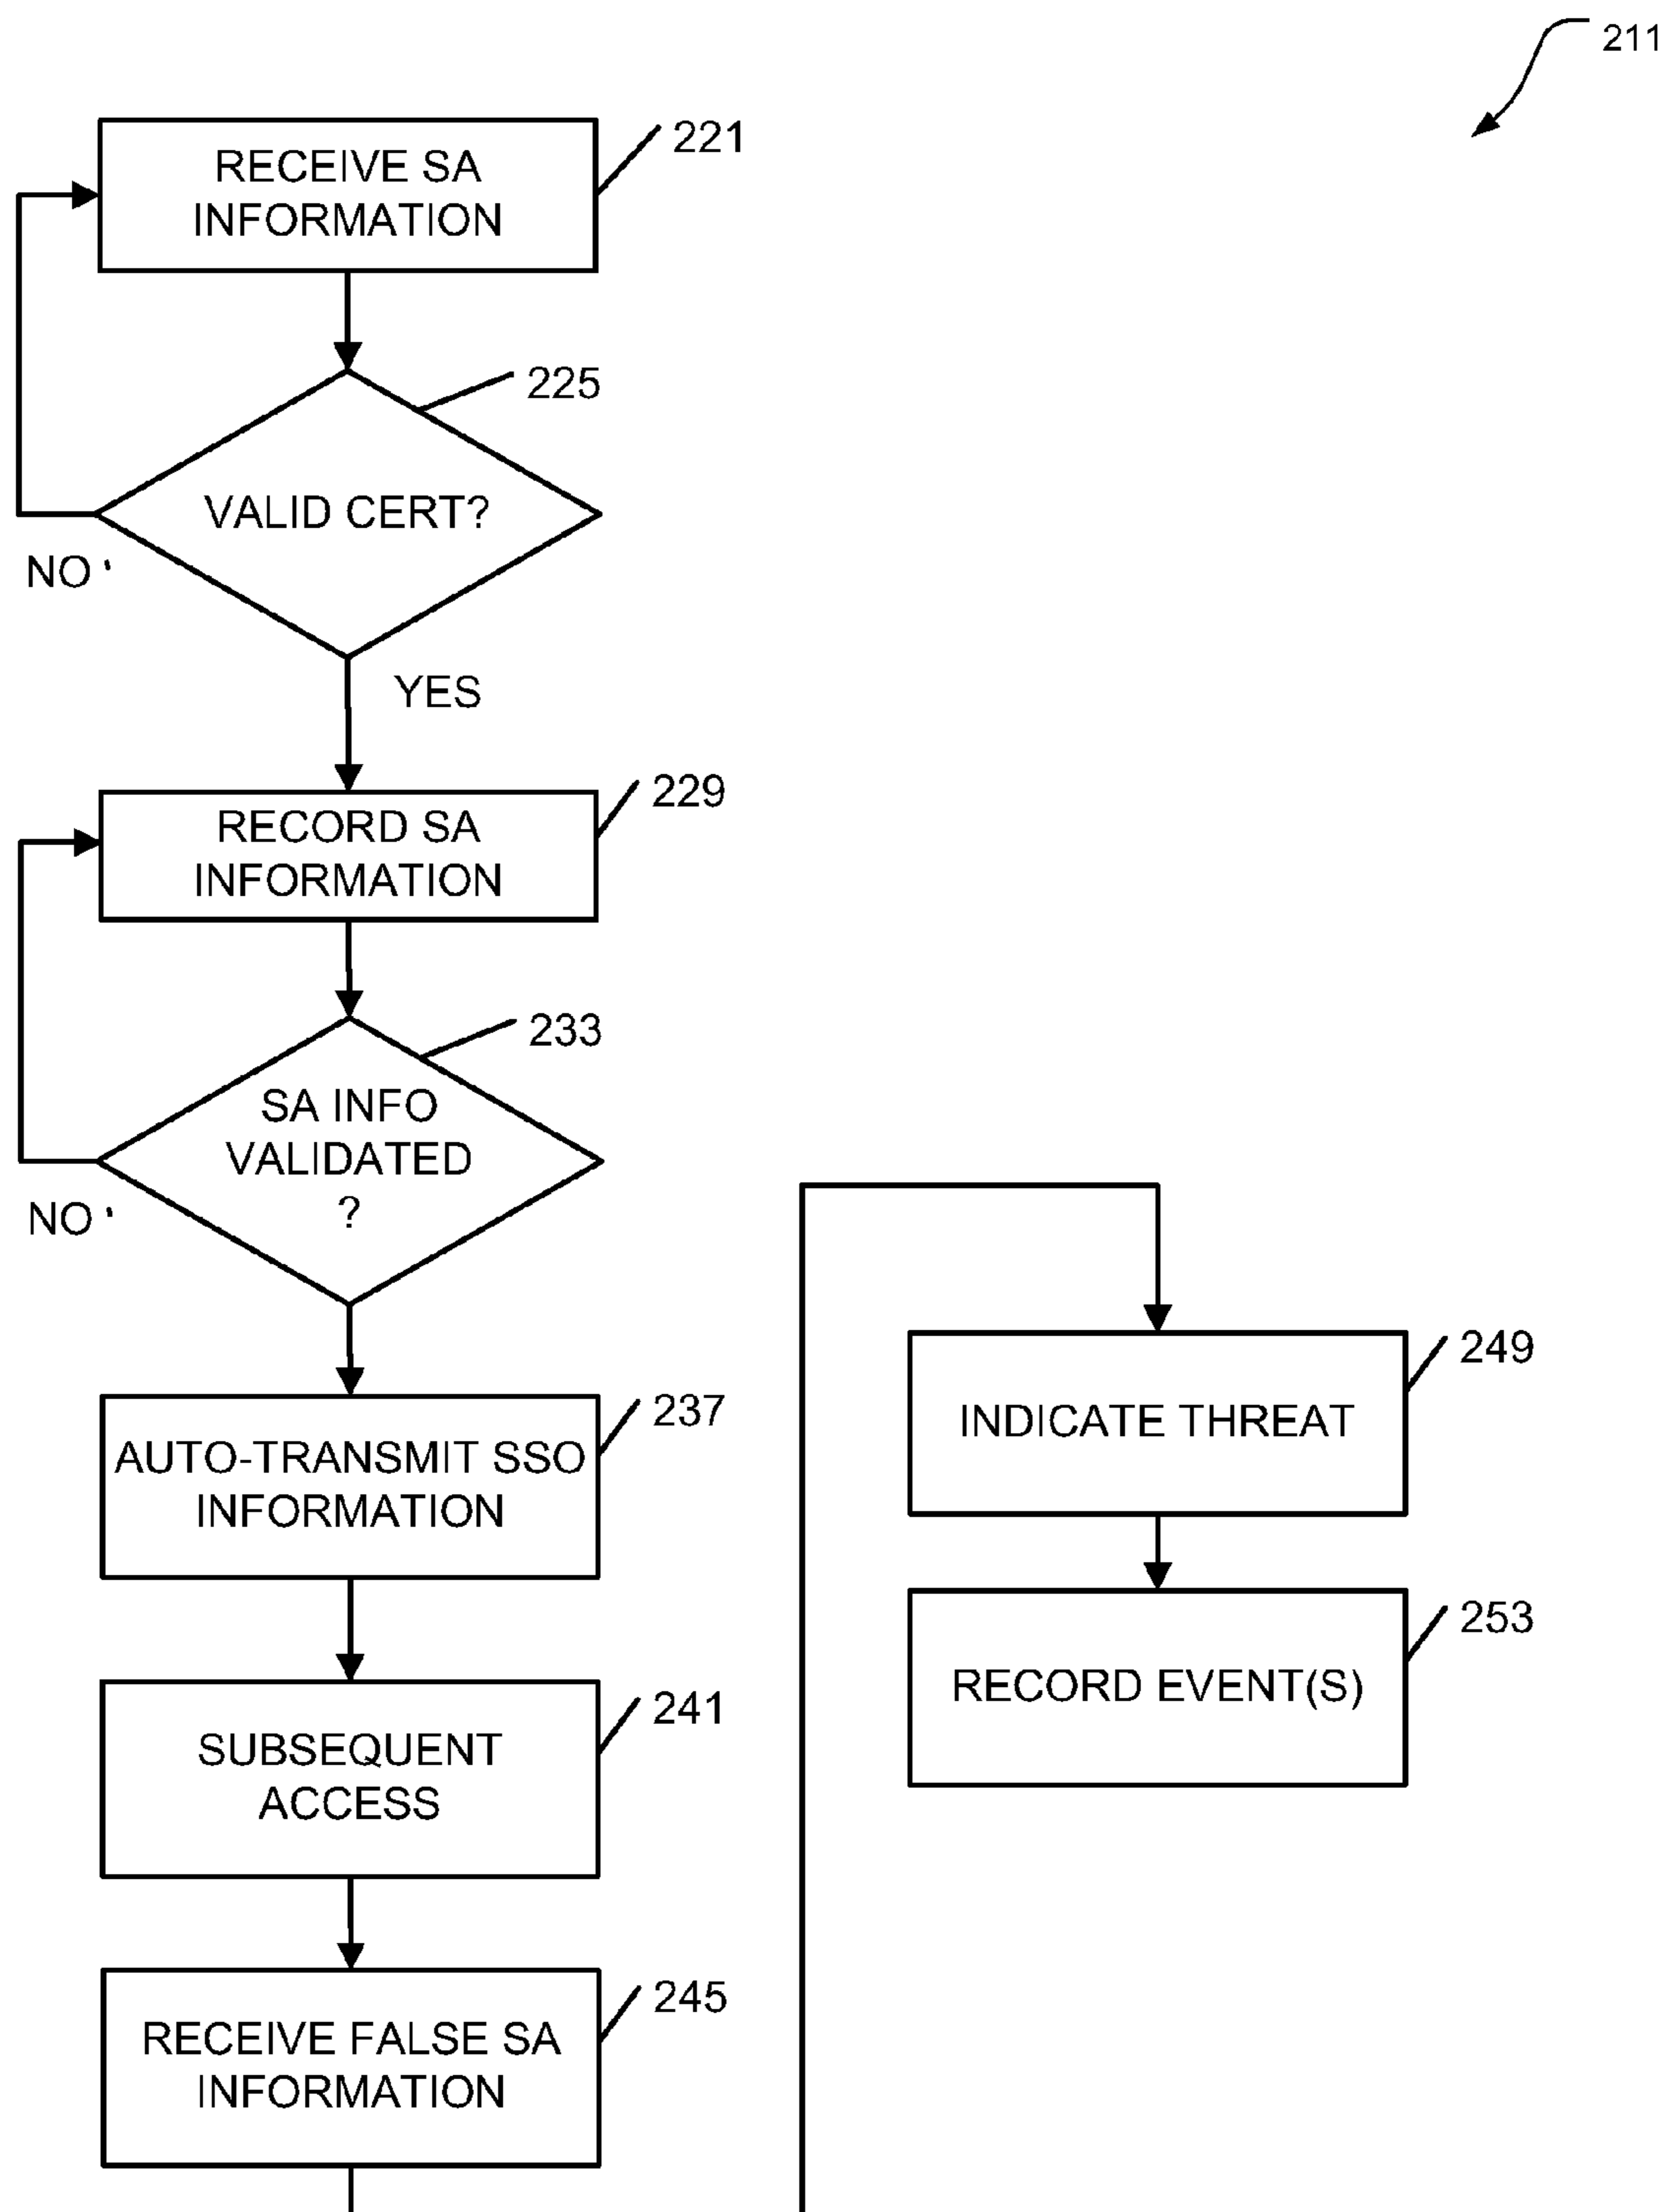 211
RECEIVE SA
INFORMATION
221
225
VALID CERT?
NO
YES
229
RECORD SA
INFORMATION
233
SA INFO
VALIDATED
?
NO
237
AUTO-TRANSMIT SSO
INFORMATION
241
SUBSEQUENT
ACCESS
245
RECEIVE FALSE SA
INFORMATION
249
INDICATE THREAT
253
RECORD EVENT(S)